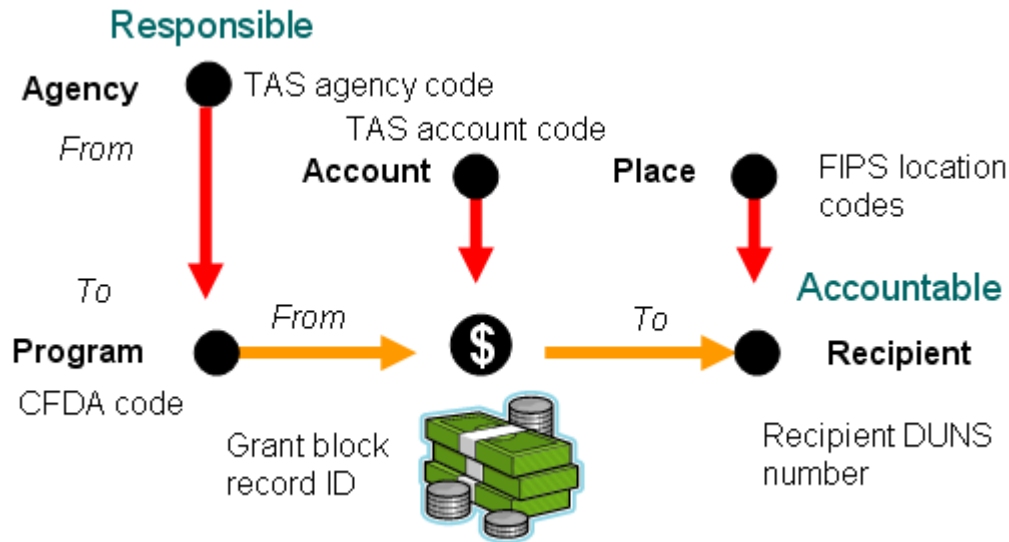 Responsible
Agency
TAS agency code
From
TAS account code
Account
Place
FIPS location
codes
To
Accountable
From
To
Program
$
Recipient
CFDA code
Grant block
record ID
Recipient DUNS
number